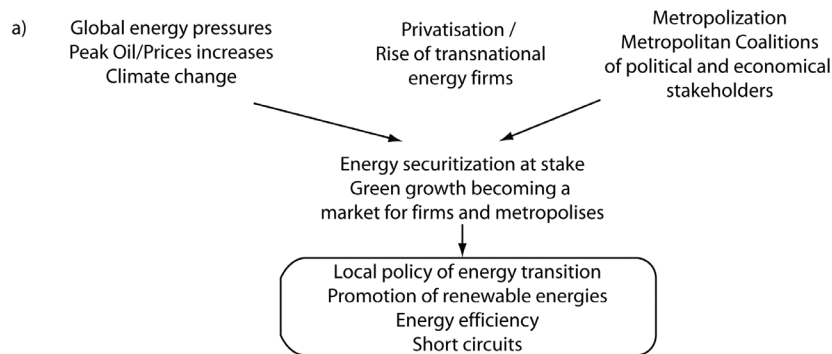 a)
Global energy pressures
Peak Oil/Prices increases
Climate change
Privatisation /
Rise of transnational
energy firms
Metropolization
Metropolitan Coalitions
of political and economical
stakeholders
Energy securitization at stake
Green growth becoming a
market for firms and metropolises
Local policy of energy transition
Promotion of renewable energies
Energy efficiency
Short circuits